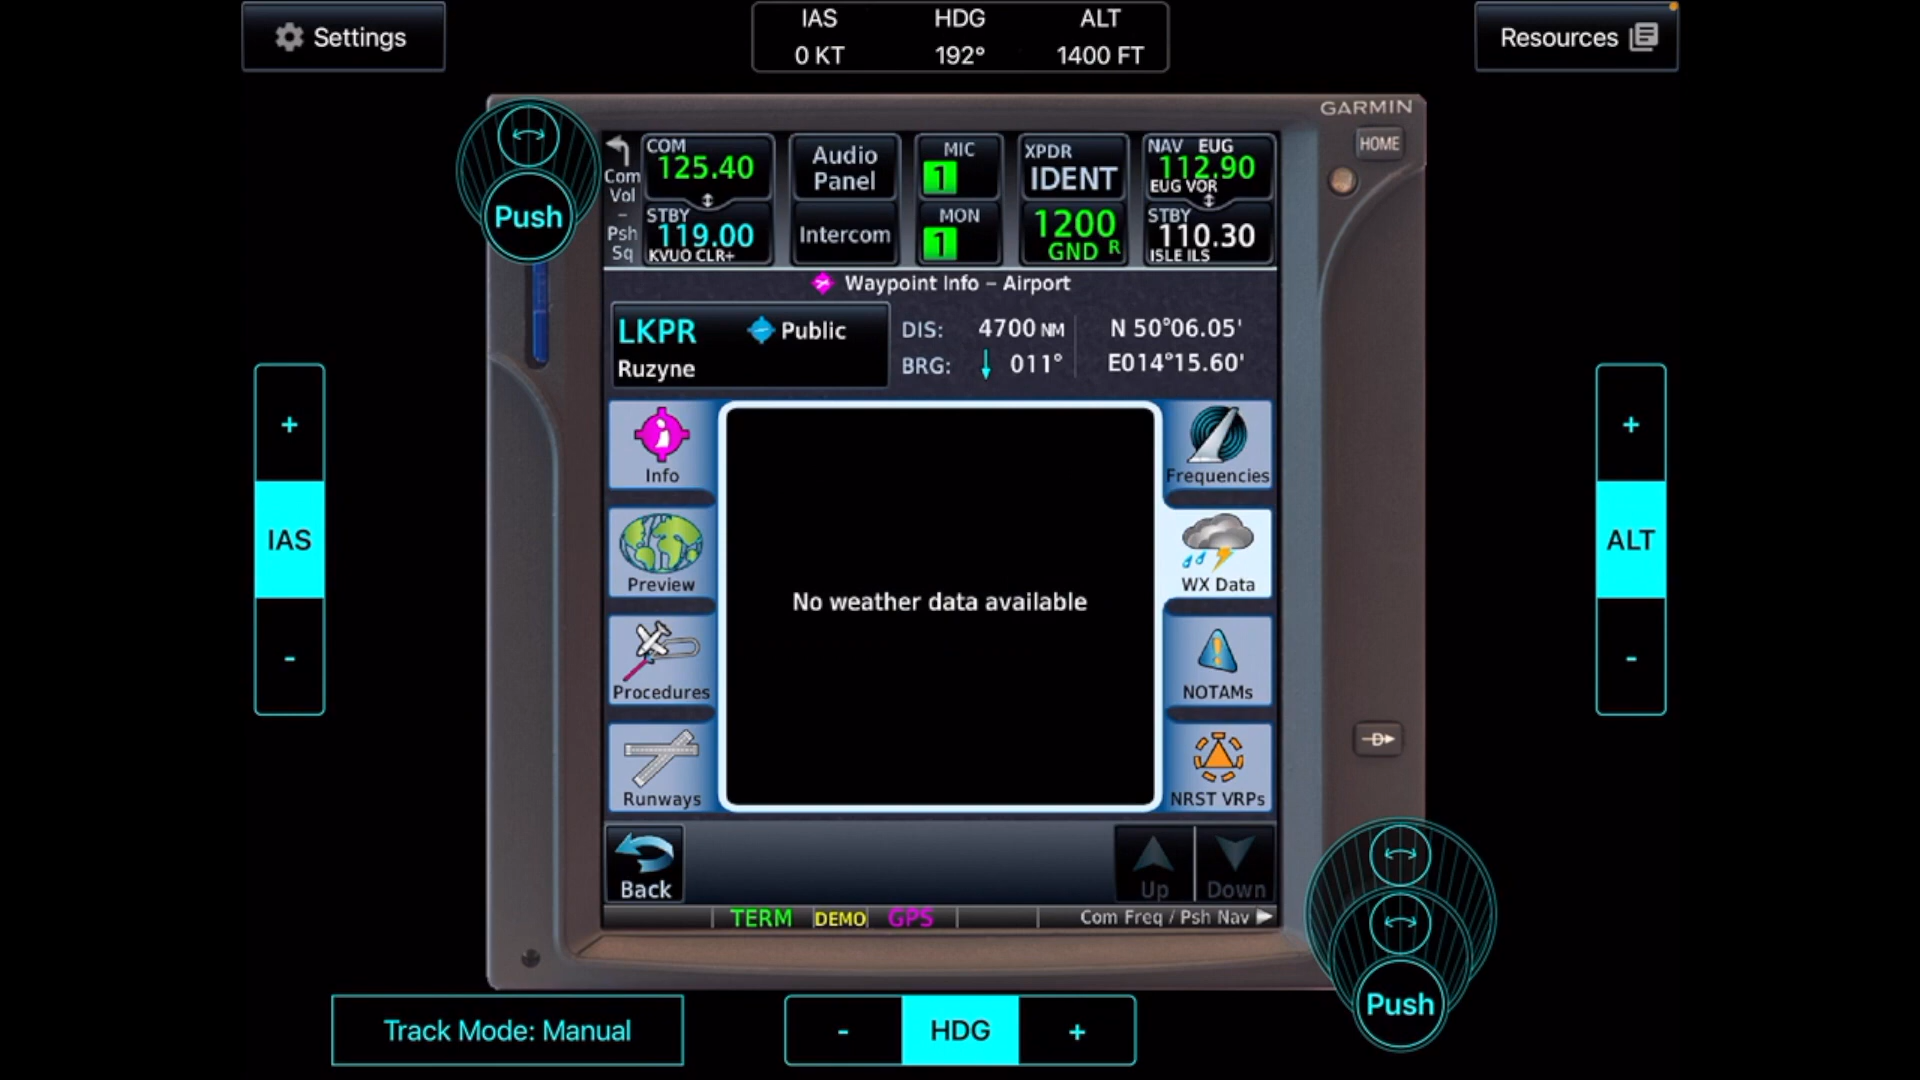 Settings
IAS HDG ALT
0 KT 192° 1400 FT
Resources
GARMIN
HOME
Push
Com
Vol
–
Psh
Sq
COM
125.40
STBY
119.00
KVUO CLR+
Audio
Panel
Intercom
MIC
1
MON
1
XPDR
IDENT
1200
GND R
NAV EUG
112.90
EUG VOR
STBY
110.30
ISLE ILS
Waypoint Info – Airport
LKPR Public
Ruzyne
DIS: 4700 NM
BRG: 011°
N 50°06.05'
E014°15.60'
Info
Preview
Procedures
Runways
No weather data available
Frequencies
WX Data
NOTAMs
NRST VRPs
+
IAS
-
+
ALT
-
Back
Up
Down
TERM DEMO GPS Com Freq / Psh Nav
D
Push
Track Mode: Manual
- HDG +